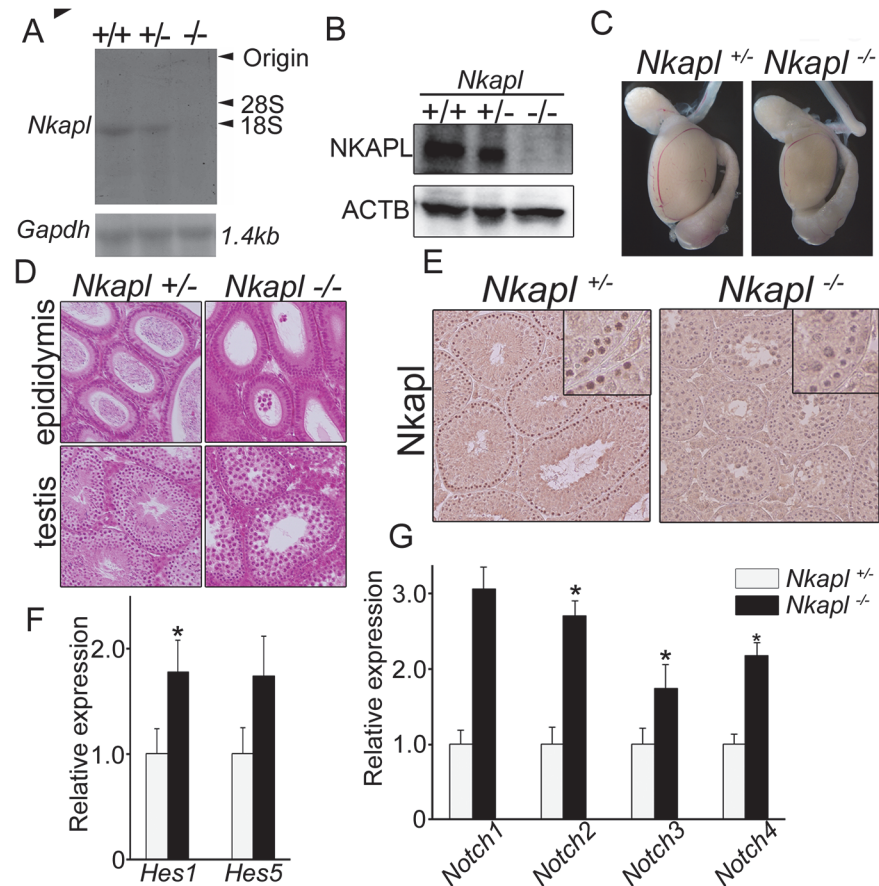 A
+/+ +/- -/-
Origin
28S
18S
Nkapl
Gapdh
1.4kb
B
Nkapl
+/+ +/- -/-
NKAPL
ACTB
C
Nkapl +/- Nkapl -/-
D
Nkapl +/- Nkapl -/-
epididymis
testis
E
Nkapl +/- Nkapl -/-
Nkapl
F
Relative expression
2.0
1.0
0
*
Hes1 Hes5
G
Relative expression
3.0
2.0
1.0
0
* * *
Notch1 Notch2 Notch3 Notch4
Nkapl +/-
Nkapl -/-